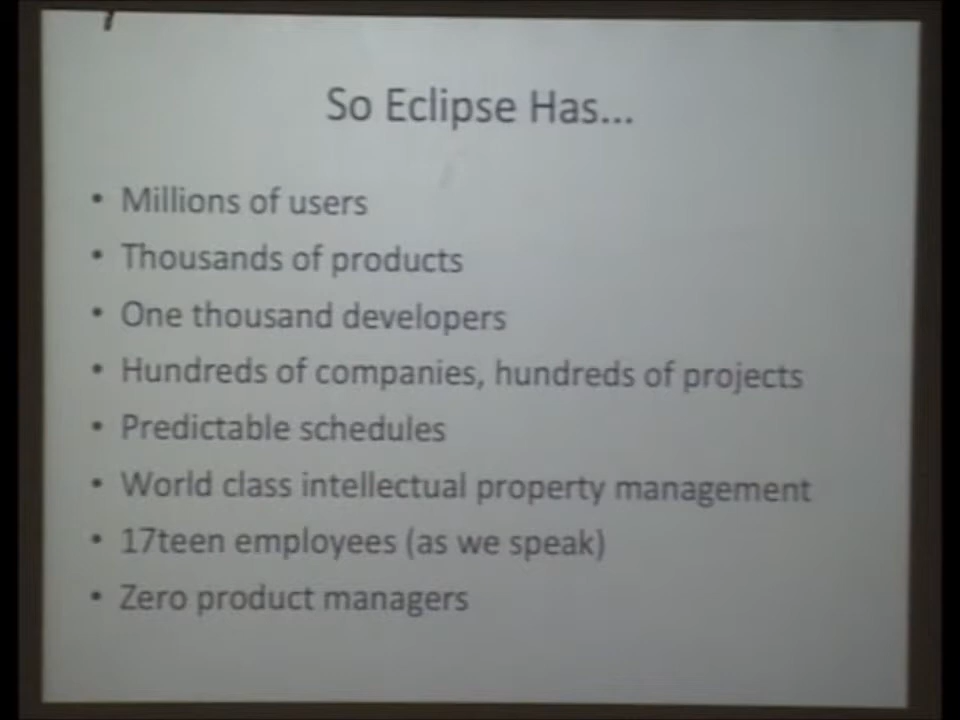 So Eclipse Has...
• Millions of users
• Thousands of products
• One thousand developers
• Hundreds of companies, hundreds of projects
• Predictable schedules
• World class intellectual property management
• 17teen employees (as we speak)
• Zero product managers